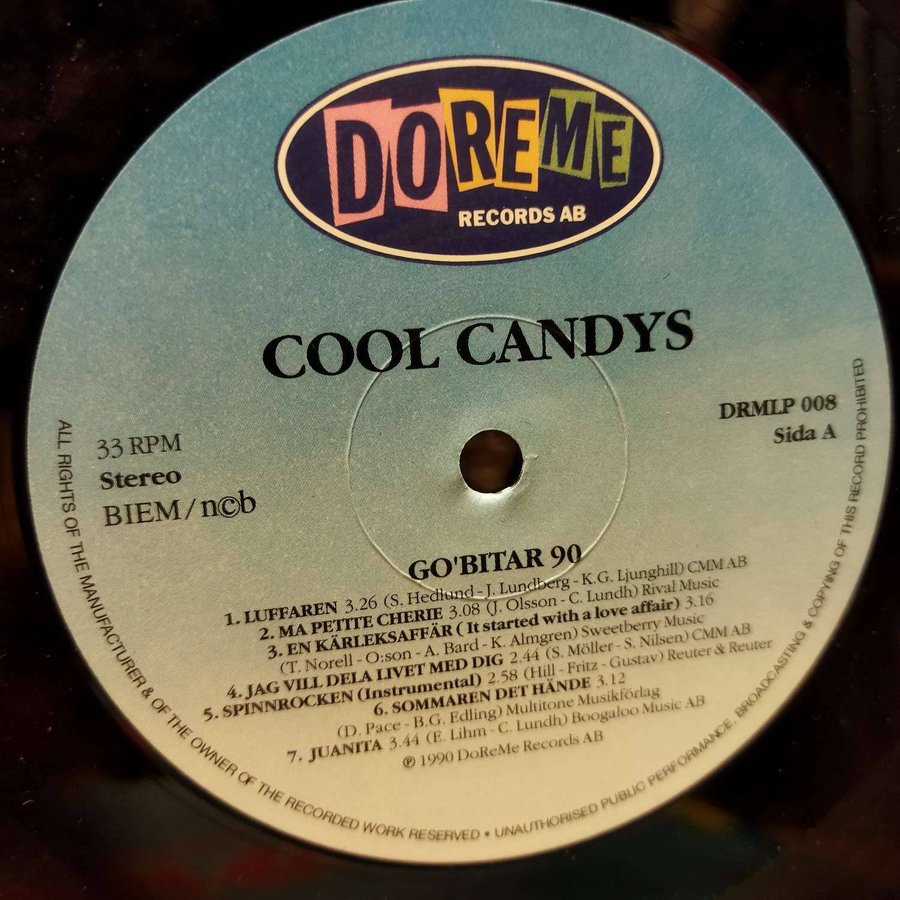 DOREME
RECORDS AB
COOL CANDYS
33 RPM
Stereo
BIEM/n©b
DRMLP 008
Sida A
GO'BITAR 90
1. LUFFAREN 3.26 (S. Hedlund - J. Lundberg - K.G. Ljunghill) CMM AB
2. MA PETITE CHERIE 3.08 (J. Olsson - C. Lundh) Rival Music
3. EN KÄRLEKSAFFÄR ( It started with a love affair) 3.16
(T. Norell - O:son - A. Bard - K. Almgren) Sweetberry Music
4. JAG VILL DELA LIVET MED DIG 2.44 (S. Möller - S. Nilsen) CMM AB
5. SPINNROCKEN (Instrumental) 2.58 (Hill - Fritz - Gustav) Reuter & Reuter
6. SOMMAREN DET HÄNDE 3.12
(D. Pace - B.G. Edling) Multitone Musikförlag
7. JUANITA 3.44 (E. Lihm - C. Lundh) Boogaloo Music AB
℗ 1990 DoReMe Records AB
ALL RIGHTS OF THE MANUFACTURER & OF THE OWNER OF THE RECORDED WORK RESERVED • UNAUTHORISED PUBLIC PERFORMANCE, BROADCASTING & COPYING OF THIS RECORD PROHIBITED